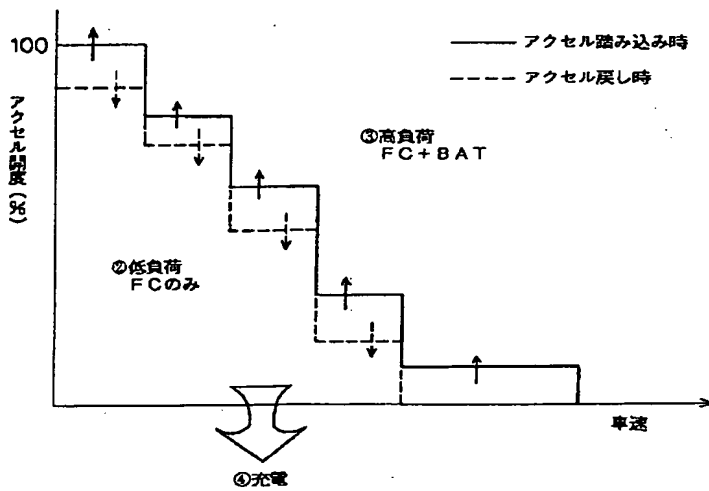 100
アクセル開度(%)
アクセル踏み込み時
アクセル戻し時
③高負荷
FC+BAT
②低負荷
FCのみ
車速
④充電